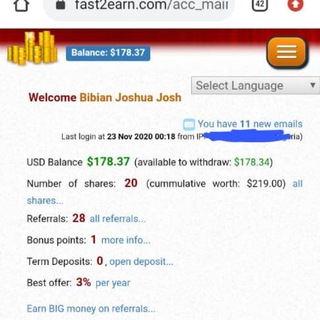 fast2earn.com/acc_mail
42
Balance: $178.37
Select Language
Welcome Bibian Joshua Josh
You have 11 new emails
Last login at 23 Nov 2020 00:18 from IP ria)
USD Balance $178.37 (available to withdraw: $178.34)
Number of shares: 20 (cummulative worth: $219.00) all
shares...
Referrals: 28 all referrals...
Bonus points: 1 more info...
Term Deposits: 0, open deposit...
Best offer: 3% per year
Earn BIG money on referrals...